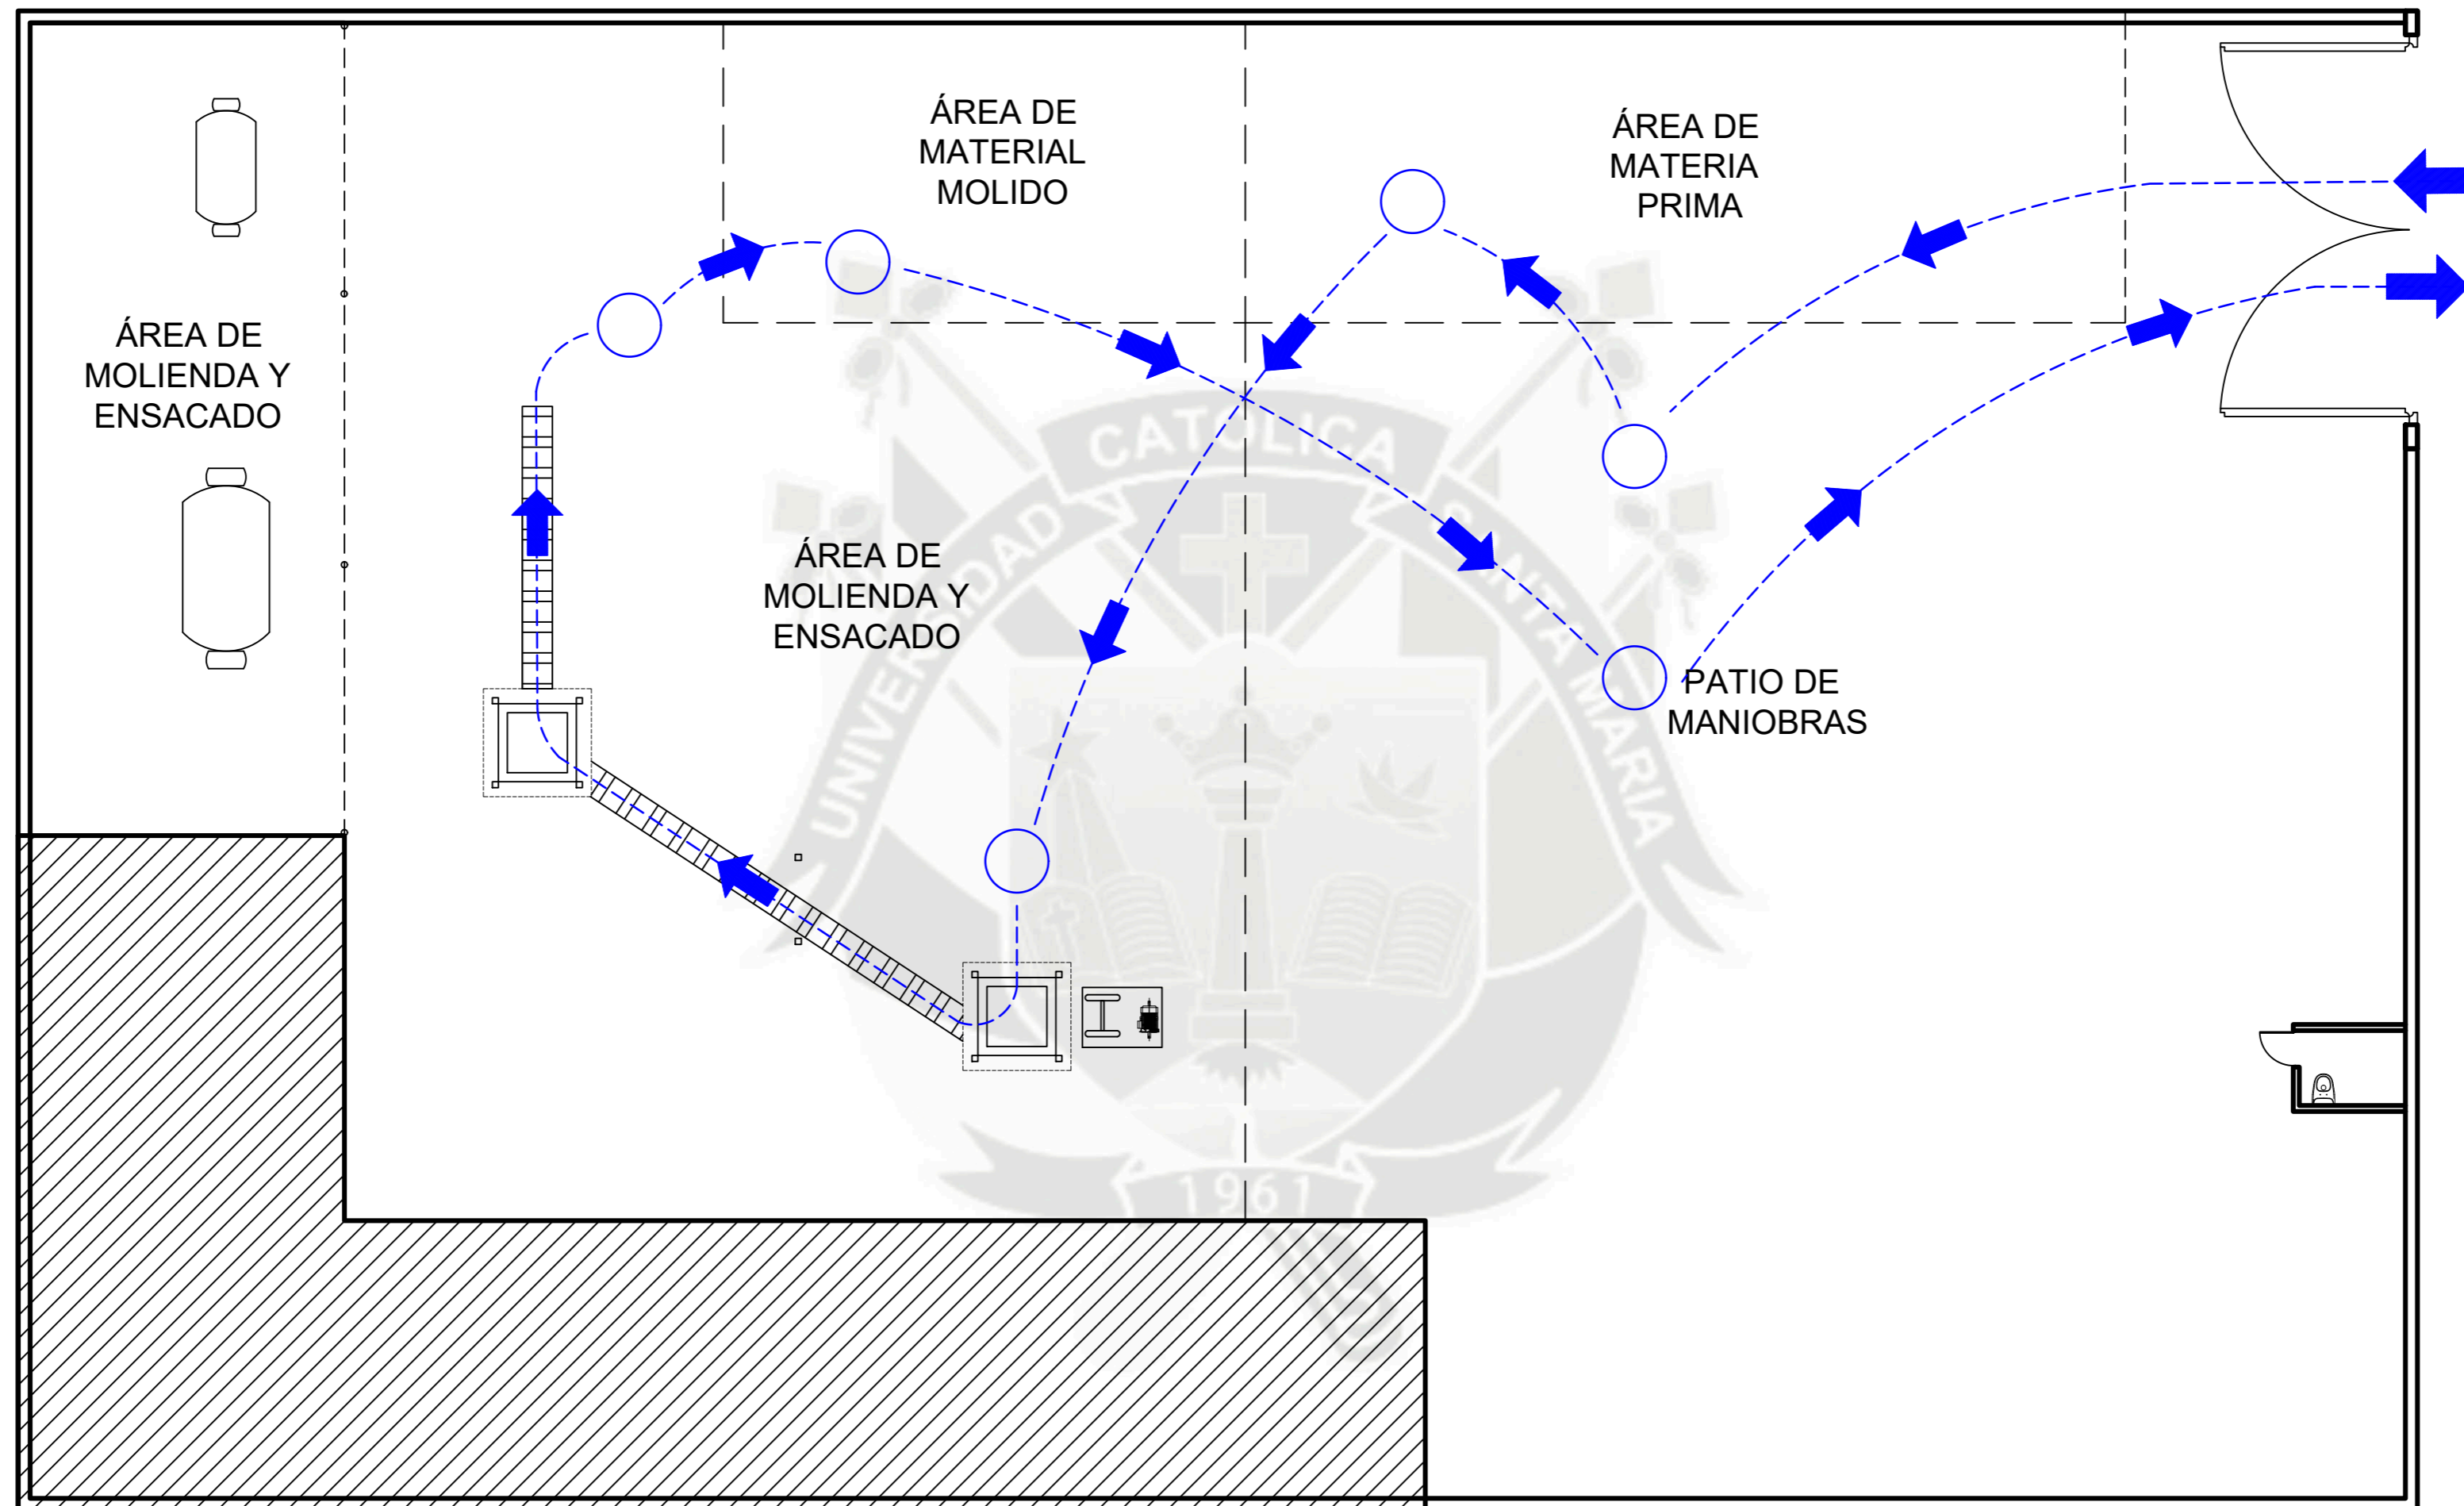 ÁREA DE
MATERIAL
MOLIDO
ÁREA DE
MATERIA
PRIMA
ÁREA DE
MOLIENDA Y
ENSACADO
ÁREA DE
MOLIENDA Y
ENSACADO
PATIO DE
MANIOBRAS
UNIVERSIDAD CATOLICA SANTA MARIA
1961